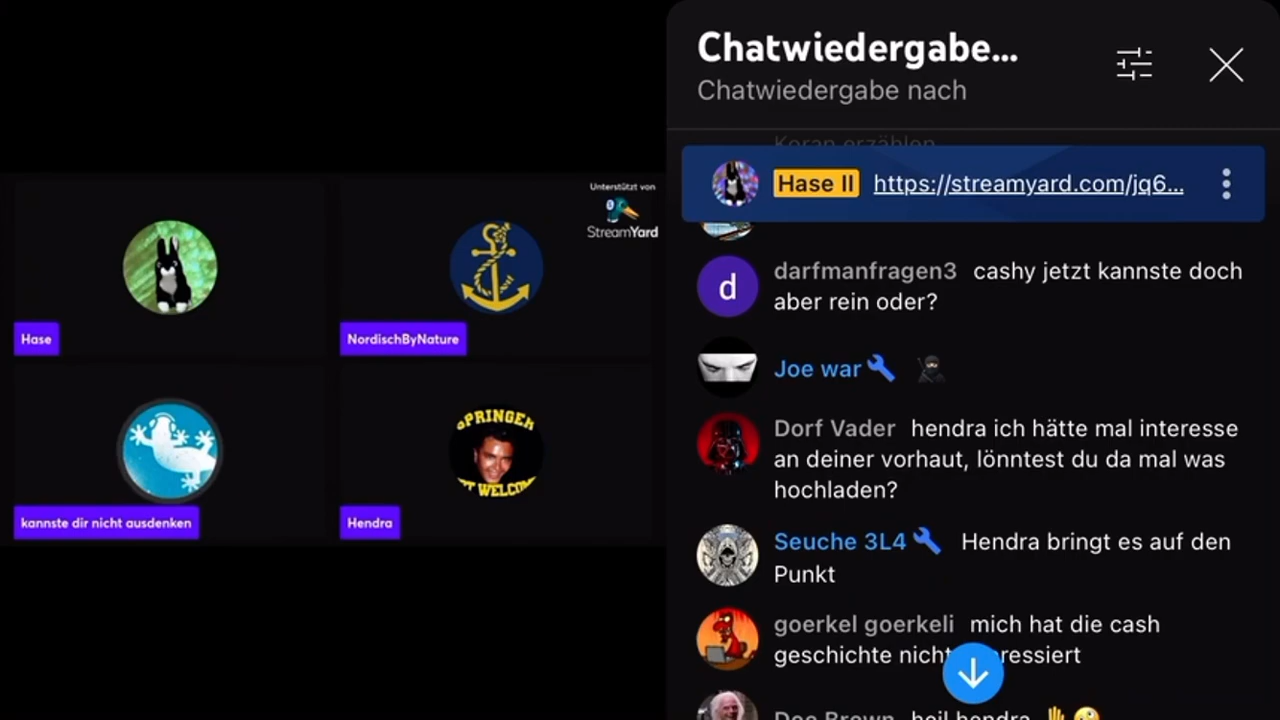 Chatwiedergabe...
Chatwiedergabe nach
Koran erzählen
Hase II https://streamyard.com/jq6...
Unterstützt von
StreamYard
darfmanfragen3 cashy jetzt kannste doch
aber rein oder?
Hase
NordischByNature
Joe war
Dorf Vader hendra ich hätte mal interesse
an deiner vorhaut, lönntest du da mal was
hochladen?
SPRINGER
WELCOME
kannste dir nicht ausdenken
Hendra
Seuche 3L4 Hendra bringt es auf den
Punkt
d
goerkel goerkeli mich hat die cash
geschichte
Doc Brown heil hendra